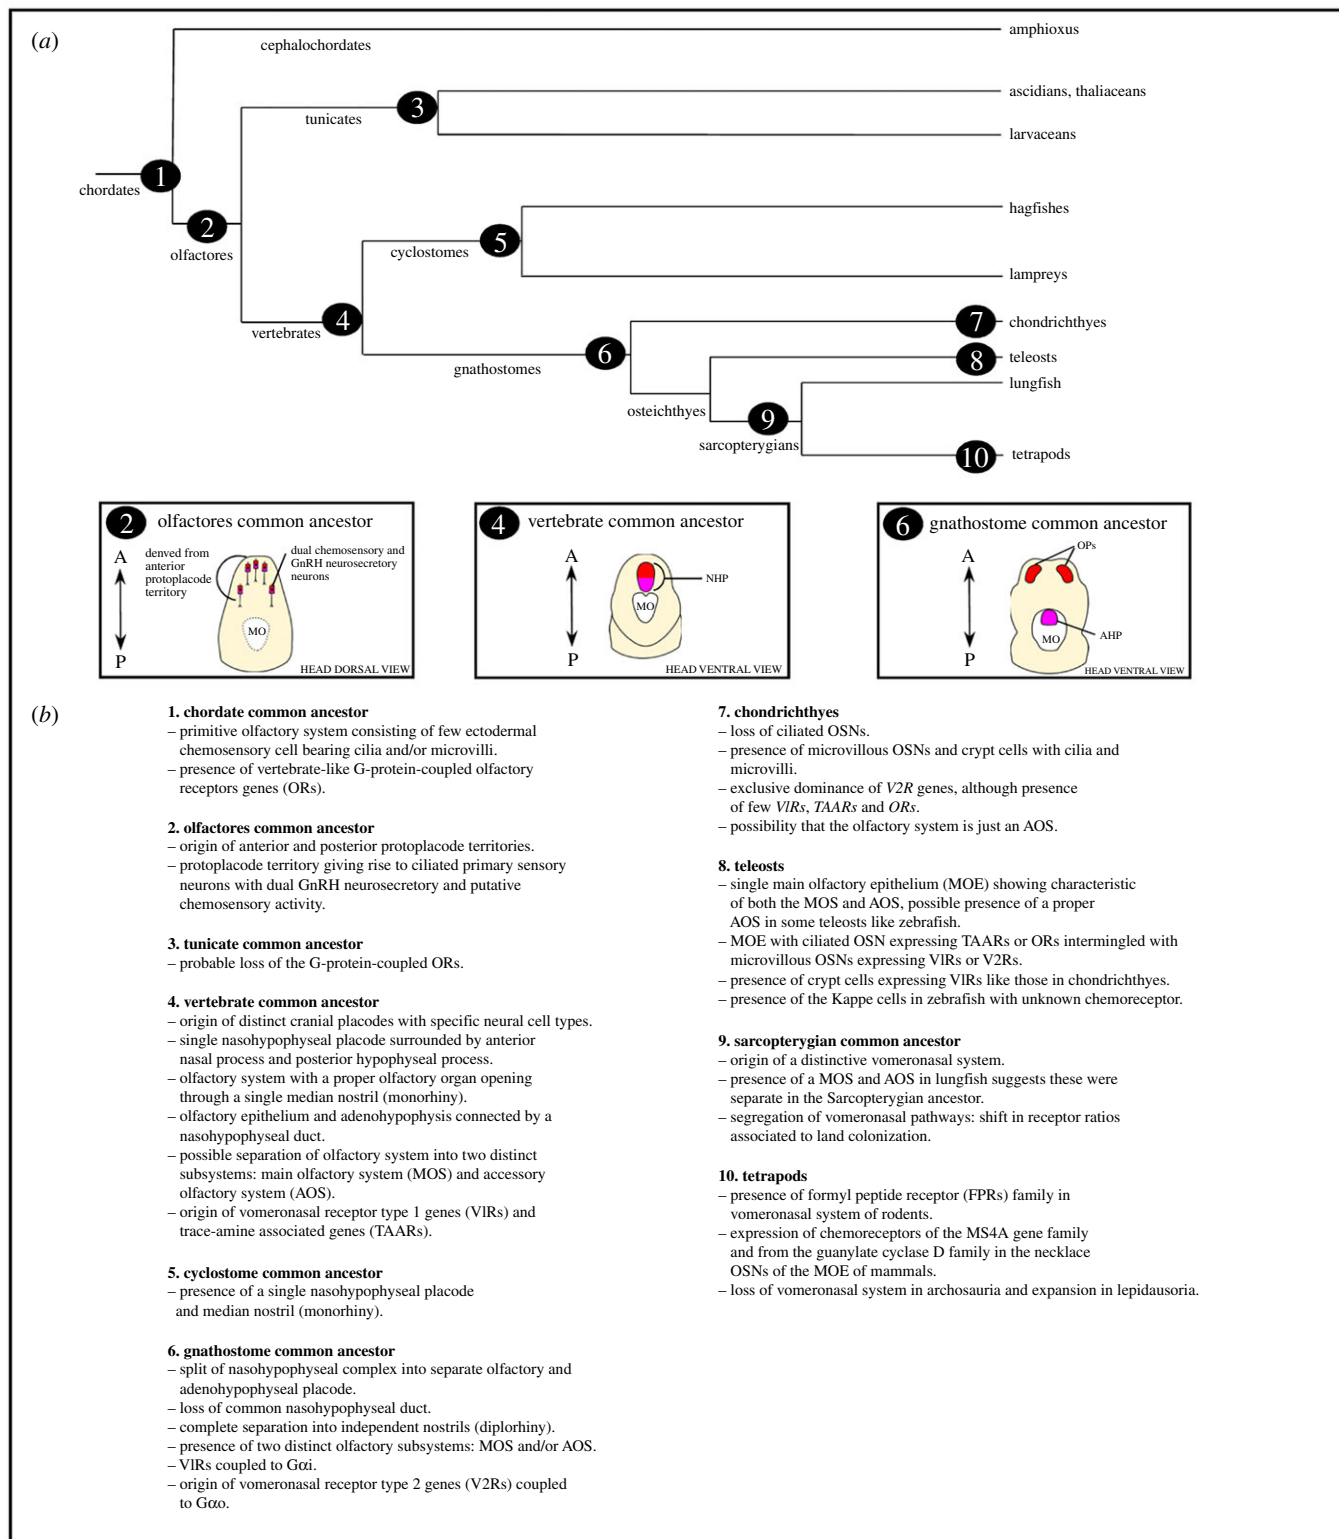 (a)
amphioxus
cephalochordates
ascidians, thaliaceans
3
tunicates
larvaceans
1
chordates
hagfishes
2
5
olfactores
cyclostomes
lampreys
4
7
chondrichthyes
vertebrates
6
8
teleosts
gnathostomes
lungfish
osteichthyes
9
sarcopterygians
10
tetrapods
2 olfactores common ancestor
A
derived from
anterior
protoplacode
territory
dual chemosensory and
GnRH neurosecretory
neurons
MO
P
HEAD DORSAL VIEW
4 vertebrate common ancestor
A
NHP
MO
P
HEAD VENTRAL VIEW
6 gnathostome common ancestor
OPs
A
MO
AHP
P
HEAD VENTRAL VIEW
(b)
1. chordate common ancestor
– primitive olfactory system consisting of few ectodermal
chemosensory cell bearing cilia and/or microvilli.
– presence of vertebrate-like G-protein-coupled olfactory
receptors genes (ORs).
2. olfactores common ancestor
– origin of anterior and posterior protoplacode territories.
– protoplacode territory giving rise to ciliated primary sensory
neurons with dual GnRH neurosecretory and putative
chemosensory activity.
3. tunicate common ancestor
– probable loss of the G-protein-coupled ORs.
4. vertebrate common ancestor
– origin of distinct cranial placodes with specific neural cell types.
– single nasohypophyseal placode surrounded by anterior
nasal process and posterior hypophyseal process.
– olfactory system with a proper olfactory organ opening
through a single median nostril (monorhiny).
– olfactory epithelium and adenohypophysis connected by a
nasohypophyseal duct.
– possible separation of olfactory system into two distinct
subsystems: main olfactory system (MOS) and accessory
olfactory system (AOS).
– origin of vomeronasal receptor type 1 genes (VlRs) and
trace-amine associated genes (TAARs).
5. cyclostome common ancestor
– presence of a single nasohypophyseal placode
and median nostril (monorhiny).
6. gnathostome common ancestor
– split of nasohypophyseal complex into separate olfactory and
adenohypophyseal placode.
– loss of common nasohypophyseal duct.
– complete separation into independent nostrils (diplorhiny).
– presence of two distinct olfactory subsystems: MOS and/or AOS.
– VlRs coupled to Gαi.
– origin of vomeronasal receptor type 2 genes (V2Rs) coupled
to Gαo.
7. chondrichthyes
– loss of ciliated OSNs.
– presence of microvillous OSNs and crypt cells with cilia and
microvilli.
– exclusive dominance of V2R genes, although presence
of few VlRs, TAARs and ORs.
– possibility that the olfactory system is just an AOS.
8. teleosts
– single main olfactory epithelium (MOE) showing characteristic
of both the MOS and AOS, possible presence of a proper
AOS in some teleosts like zebrafish.
– MOE with ciliated OSN expressing TAARs or ORs intermingled with
microvillous OSNs expressing VlRs or V2Rs.
– presence of crypt cells expressing VlRs like those in chondrichthyes.
– presence of the Kappe cells in zebrafish with unknown chemoreceptor.
9. sarcopterygian common ancestor
– origin of a distinctive vomeronasal system.
– presence of a MOS and AOS in lungfish suggests these were
separate in the Sarcopterygian ancestor.
– segregation of vomeronasal pathways: shift in receptor ratios
associated to land colonization.
10. tetrapods
– presence of formyl peptide receptor (FPRs) family in
vomeronasal system of rodents.
– expression of chemoreceptors of the MS4A gene family
and from the guanylate cyclase D family in the necklace
OSNs of the MOE of mammals.
– loss of vomeronasal system in archosauria and expansion in lepidausoria.